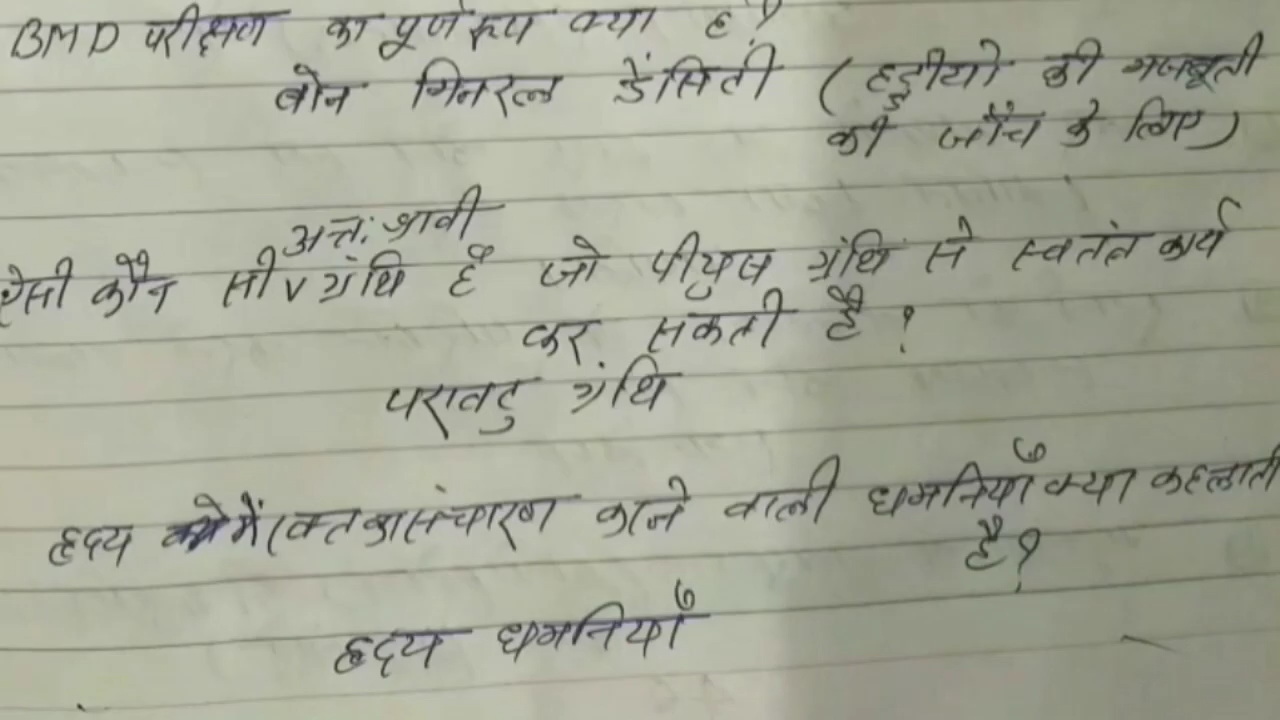 BMD परीक्षण का पूर्ण रूप क्या है?
बोन मिनरल डेंसिटी (हड्डीयो की मजबूती
की जाँच के लिए)
अन्त: श्रावी
ऐसी कौन सी ग्रंथि है जो पीयुष ग्रंथि से स्वतंत्र कार्य
कर सकती है?
परावटु ग्रंथि
हृदय में रक्त का संचारण करने वाली धमनियाँ क्या कहलाती
है?
हृदय धमनियाँ